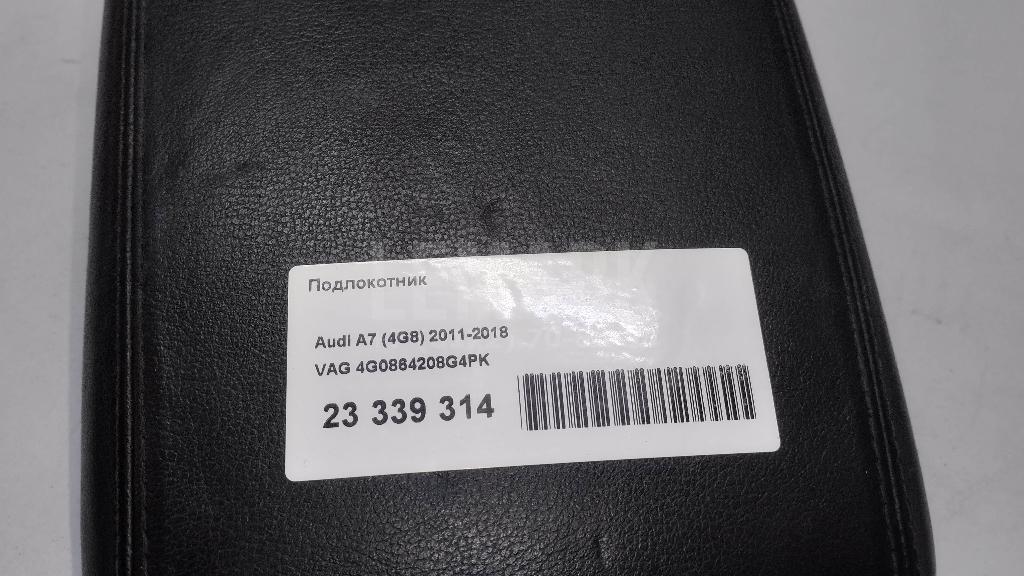 Подлокотник
Audi A7 (4G8) 2011-2018
VAG 4G0864208G4PK
23 339 314